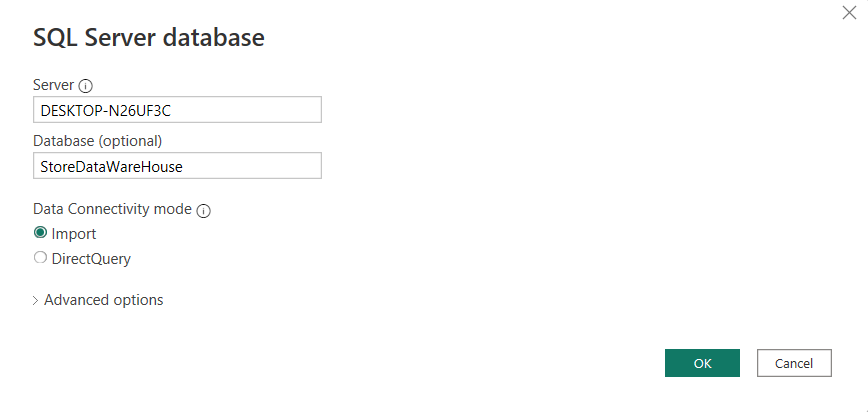 SQL Server database
Server
DESKTOP-N26UF3C
Database (optional)
StoreDataWareHouse
Data Connectivity mode
Import
DirectQuery
Advanced options
OK Cancel